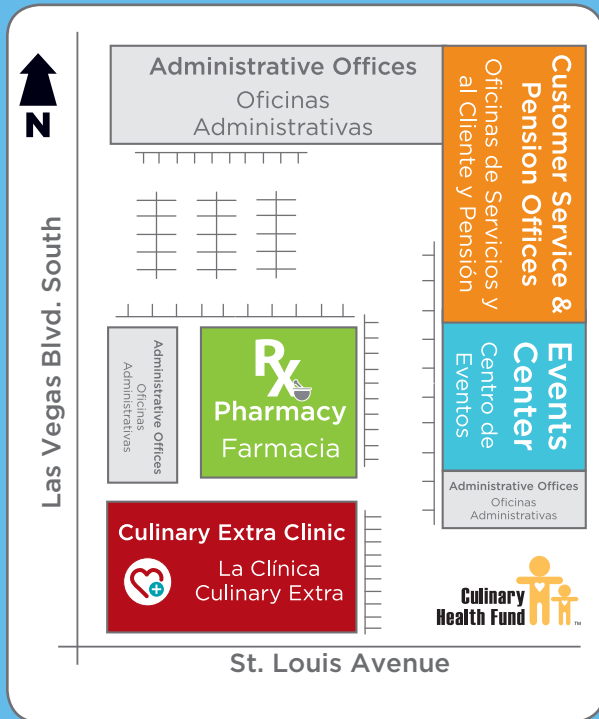 N
Administrative Offices
Oficinas
Administrativas
Customer Service &
Pension Offices
Oficinas de Servicios y
al Cliente y Pensión
Las Vegas Blvd. South
Administrative Offices
Oficinas
Administrativas
Rx
Pharmacy
Farmacia
Events
Center
Centro de
Eventos
Administrative Offices
Oficinas
Administrativas
Culinary Extra Clinic
La Clínica
Culinary Extra
Culinary
Health Fund
TM
St. Louis Avenue